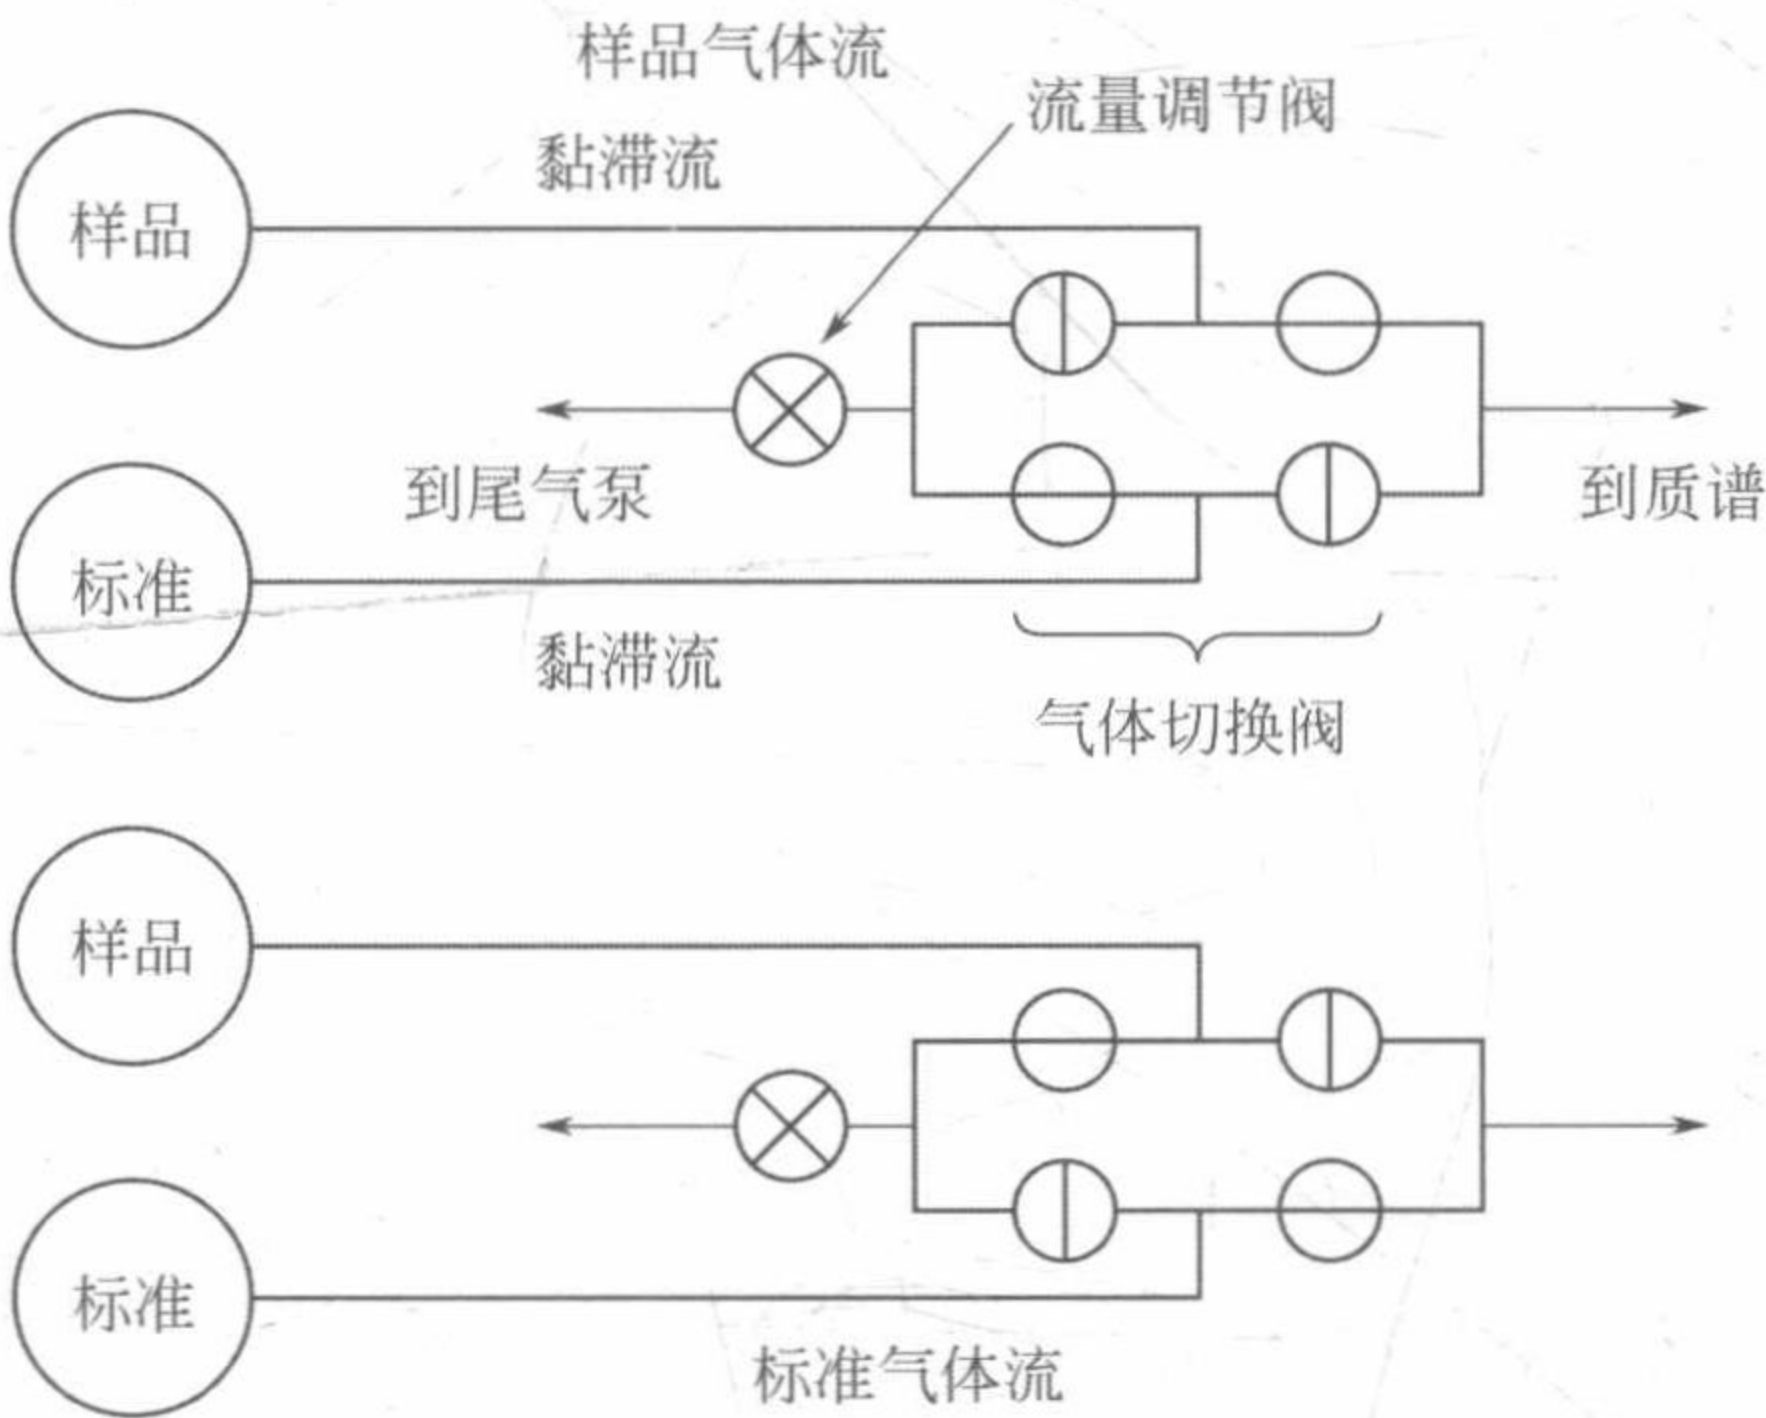 样品气体流
流量调节阀
黏滞流
样品
到尾气泵
到质谱
标准
黏滞流
气体切换阀
样品
标准
标准气体流